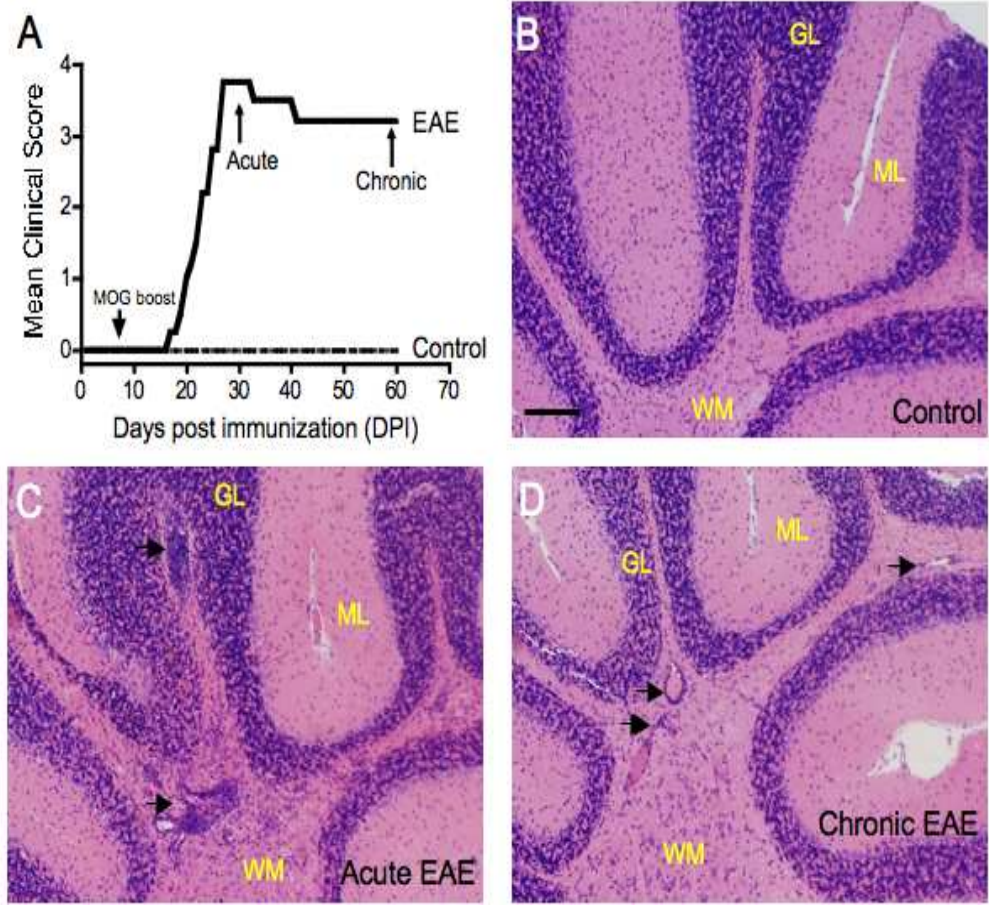 A
Mean Clinical Score
4
3
2
1
0
EAE
Acute
Chronic
MOG boost
Control
0 10 20 30 40 50 60 70
Days post immunization (DPI)
B
GL
ML
WM
Control
C
GL
ML
WM
Acute EAE
D
ML
GL
WM
Chronic EAE